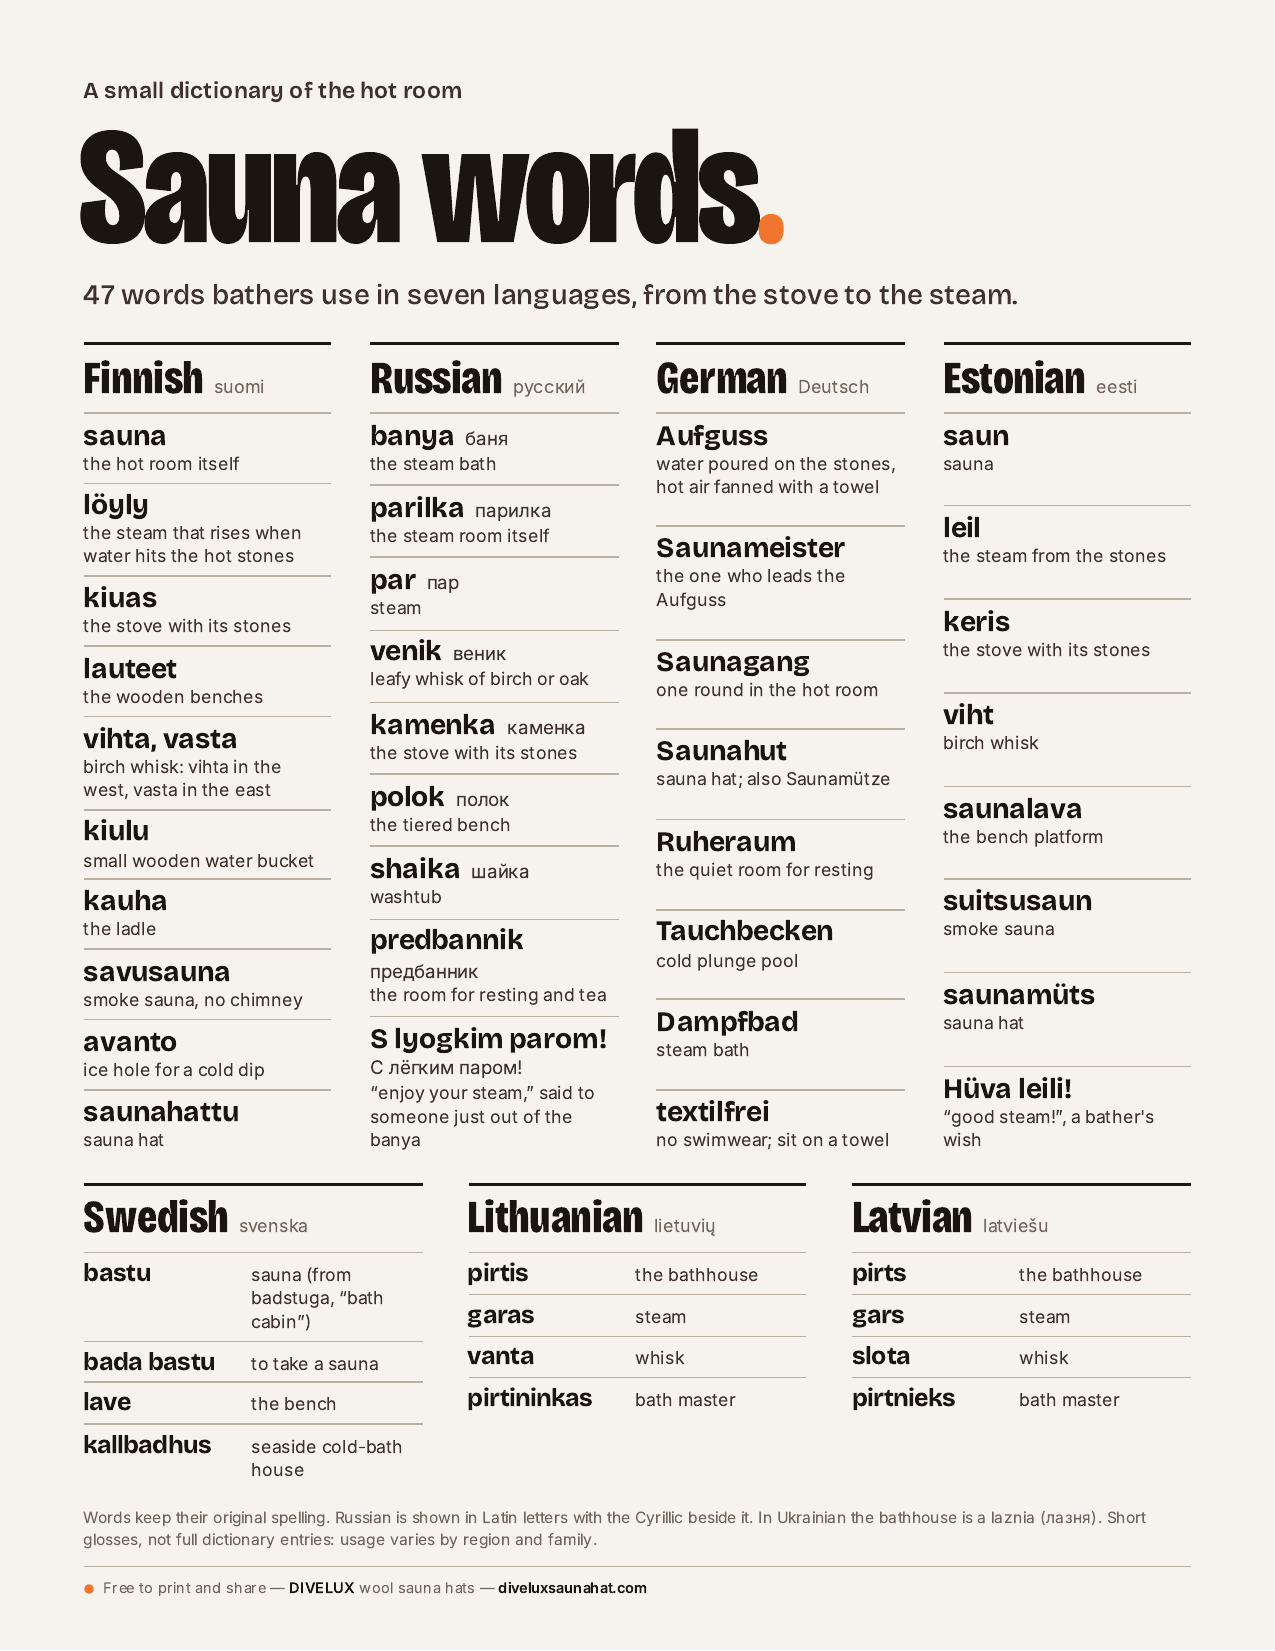 A small dictionary of the hot room
Sauna words.
47 words bathers use in seven languages, from the stove to the steam.
Finnish suomi
sauna
the hot room itself
löyly
the steam that rises when
water hits the hot stones
kiuas
the stove with its stones
lauteet
the wooden benches
vihta, vasta
birch whisk: vihta in the
west, vasta in the east
kiulu
small wooden water bucket
kauha
the ladle
savusauna
smoke sauna, no chimney
avanto
ice hole for a cold dip
saunahattu
sauna hat
Russian русский
banya баня
the steam bath
parilka парилка
the steam room itself
par пар
steam
venik веник
leafy whisk of birch or oak
kamenka каменка
the stove with its stones
polok полок
the tiered bench
shaika шайка
washtub
predbannik
предбанник
the room for resting and tea
S lyogkim parom!
С лёгким паром!
“enjoy your steam,” said to
someone just out of the
banya
German Deutsch
Aufguss
water poured on the stones,
hot air fanned with a towel
Saunameister
the one who leads the
Aufguss
Saunagang
one round in the hot room
Saunahut
sauna hat; also Saunamütze
Ruheraum
the quiet room for resting
Tauchbecken
cold plunge pool
Dampfbad
steam bath
textilfrei
no swimwear; sit on a towel
Estonian eesti
saun
sauna
leil
the steam from the stones
keris
the stove with its stones
viht
birch whisk
saunalava
the bench platform
suitsusaun
smoke sauna
saunamüts
sauna hat
Hüva leili!
“good steam!”, a bather's
wish
Swedish svenska
bastu sauna (from
badstuga, “bath
cabin”)
bada bastu to take a sauna
lave the bench
kallbadhus seaside cold-bath
house
Lithuanian lietuvių
pirtis the bathhouse
garas steam
vanta whisk
pirtininkas bath master
Latvian latviešu
pirts the bathhouse
gars steam
slota whisk
pirtnieks bath master
Words keep their original spelling. Russian is shown in Latin letters with the Cyrillic beside it. In Ukrainian the bathhouse is a laznia (лазня). Short
glosses, not full dictionary entries: usage varies by region and family.
Free to print and share — DIVELUX wool sauna hats — diveluxsaunahat.com